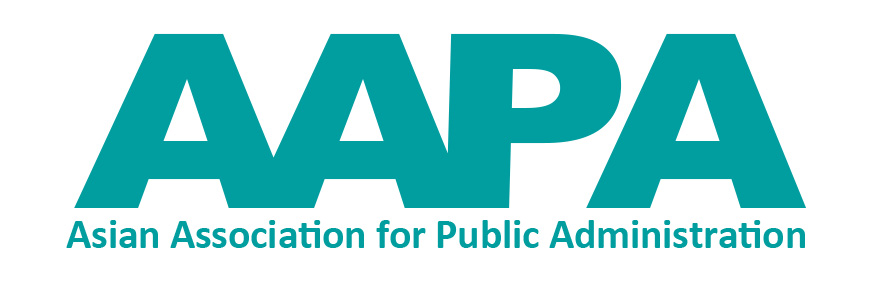 AAPA
Asian Association for Public Administration